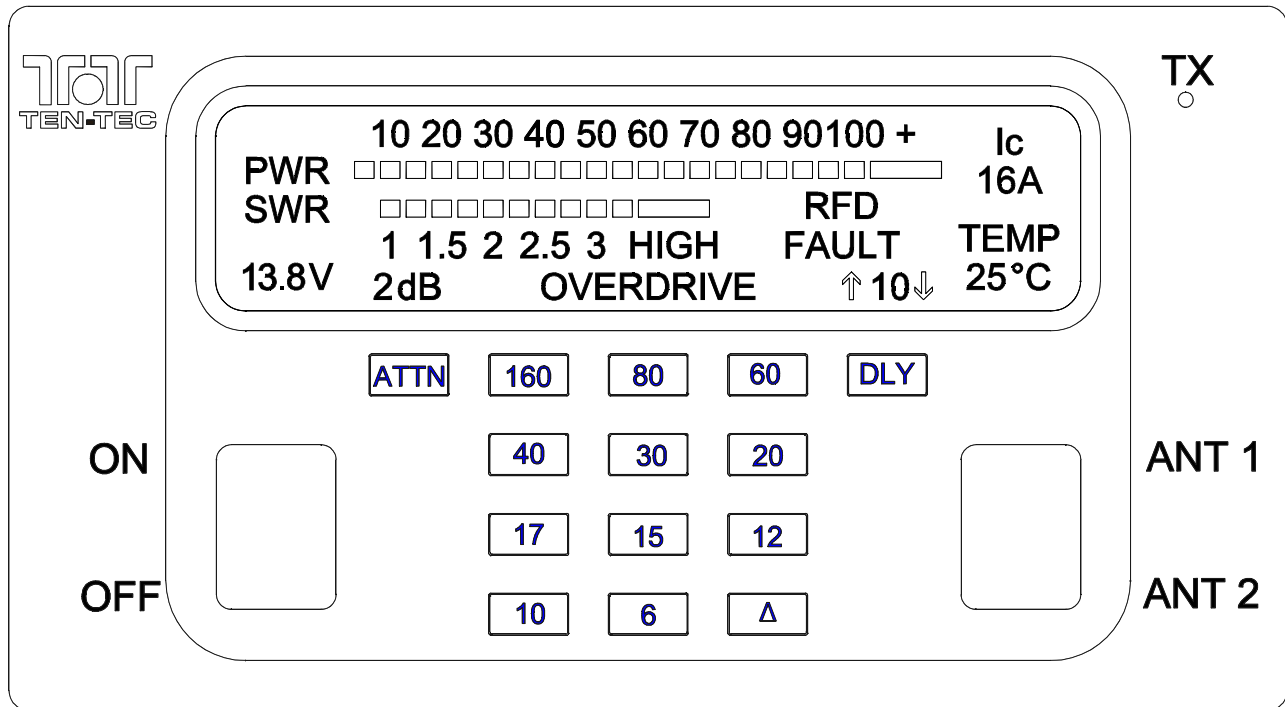 TEN-TEC
TX
10 20 30 40 50 60 70 80 90100 +
Ic
PWR
16A
SWR
RFD
1 1.5 2 2.5 3 HIGH
FAULT
TEMP
13.8V
2dB
OVERDRIVE
↑ 10 ↓
25°C
ATTN 160 80 60 DLY
ON
40 30 20
ANT 1
17 15 12
OFF
10 6 Δ
ANT 2